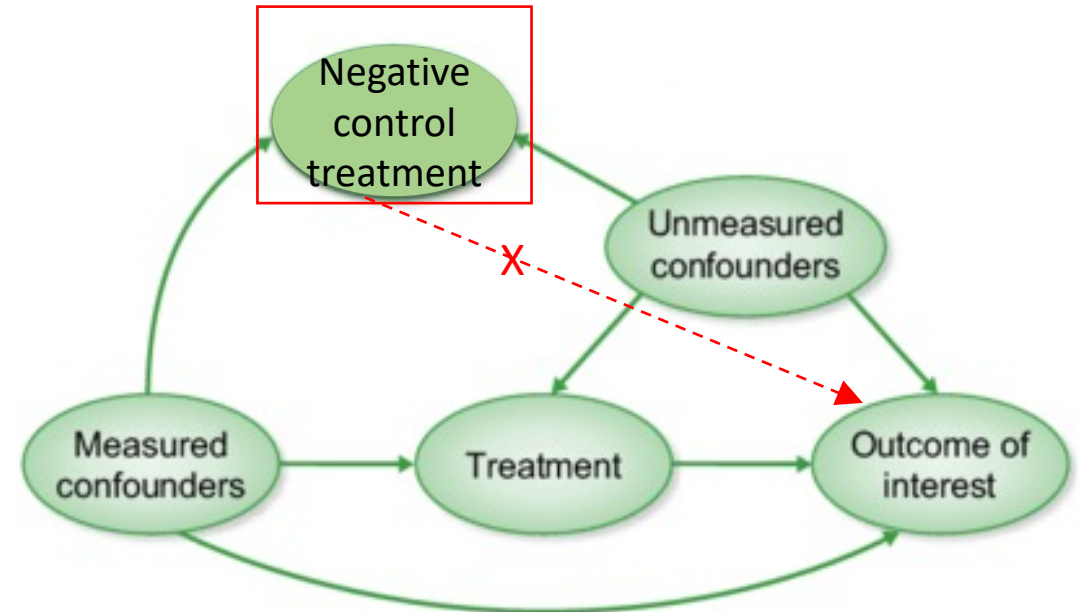 Negative
control
treatment
Unmeasured
confounders
X
Measured
confounders
Treatment
Outcome of
interest